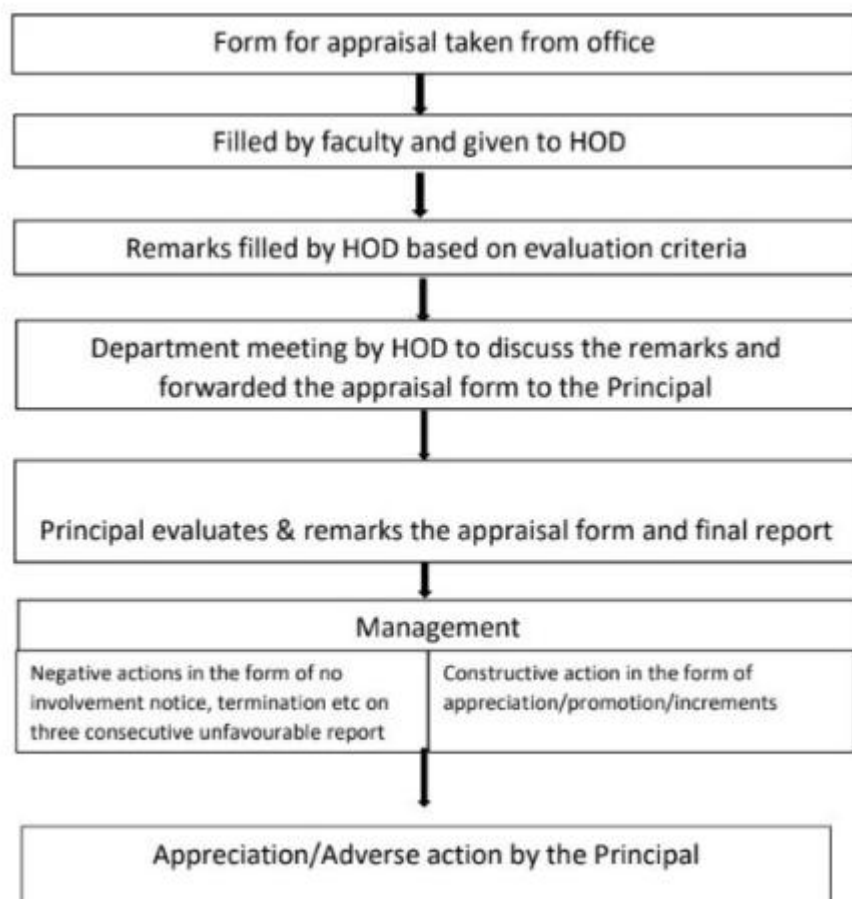 Form for appraisal taken from office
Filled by faculty and given to HOD
Remarks filled by HOD based on evaluation criteria
Department meeting by HOD to discuss the remarks and
forwarded the appraisal form to the Principal
Principal evaluates & remarks the appraisal form and final report
Management
Negative actions in the form of no
involvement notice, termination etc on
three consecutive unfavourable report
Constructive action in the form of
appreciation/promotion/increments
Appreciation/Adverse action by the Principal